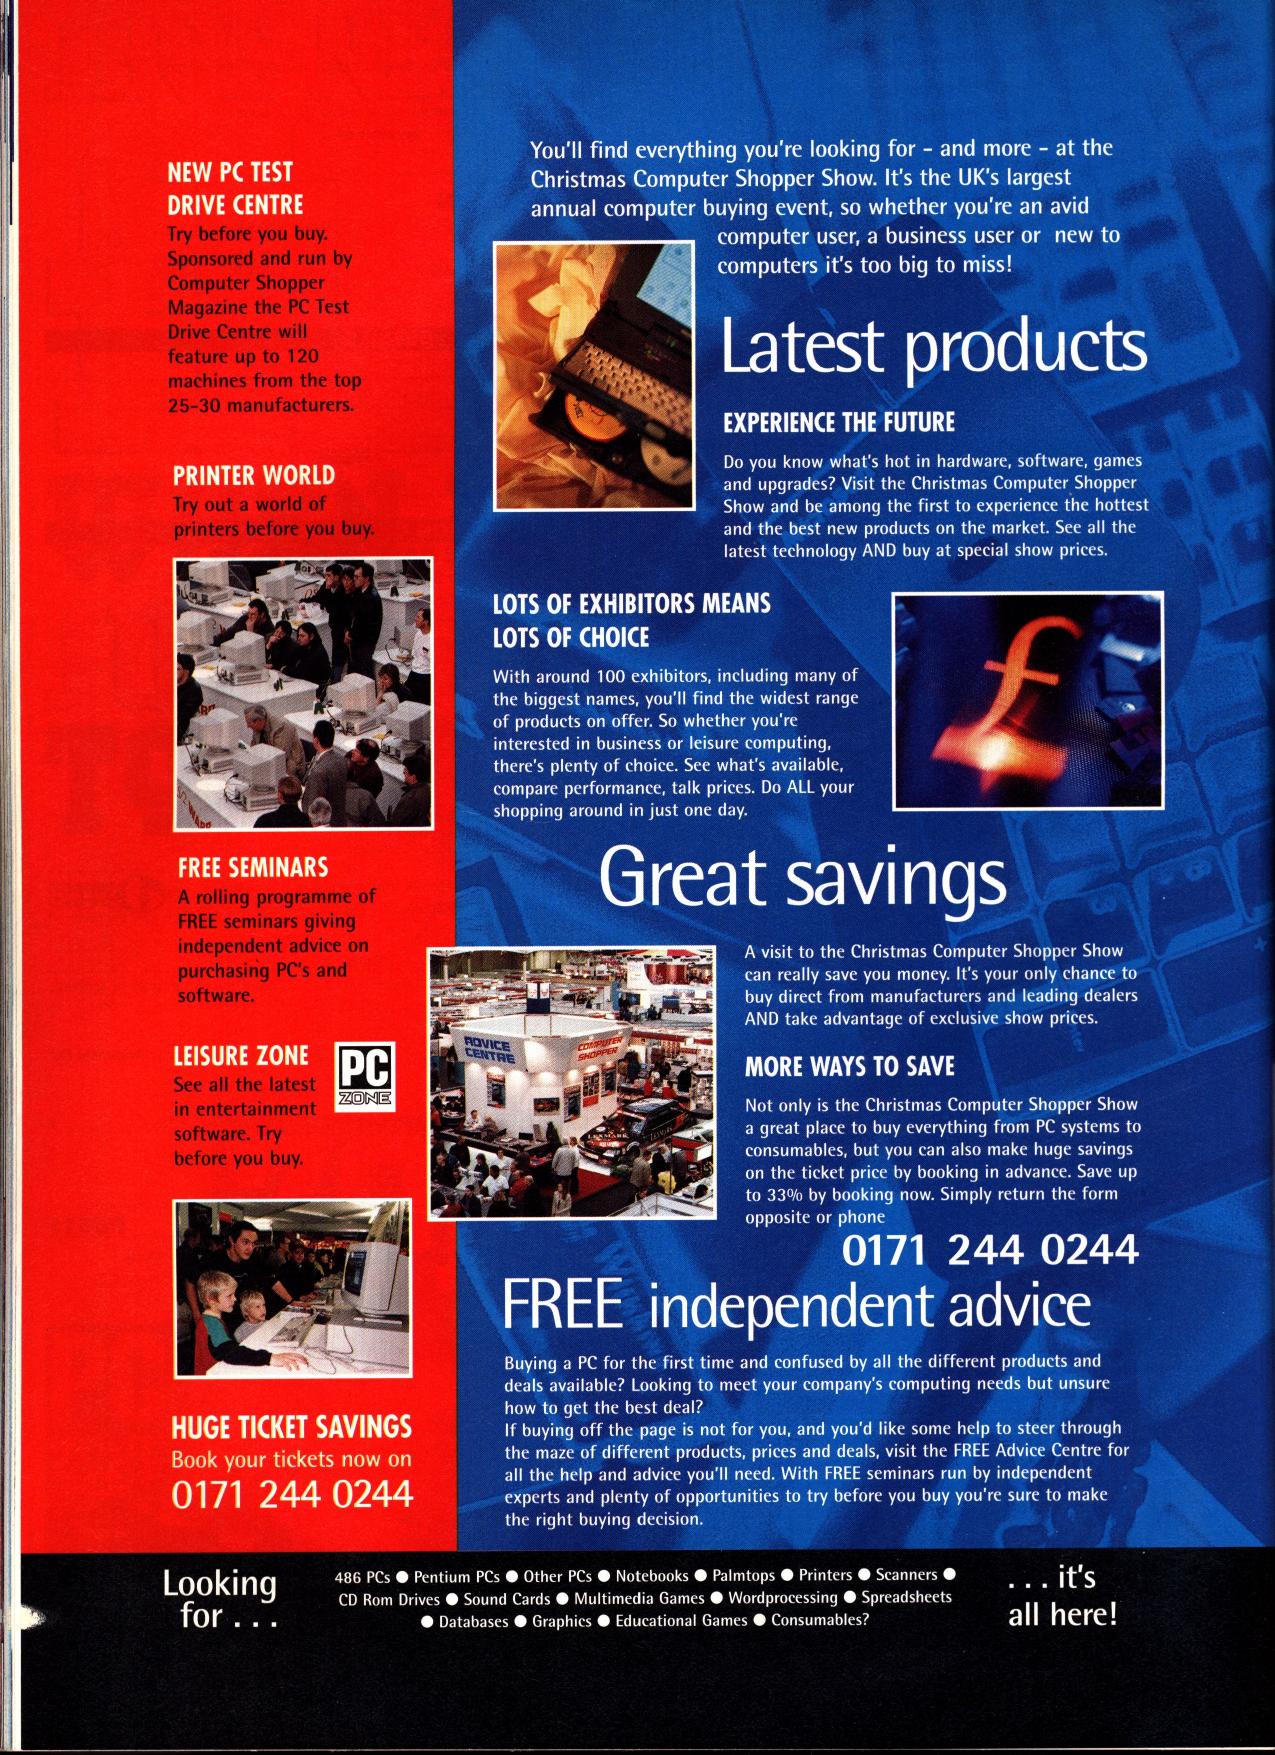 NEW PC TEST
DRIVE CENTRE
Try before you buy.
Sponsored and run by
Computer Shopper
Magazine the PC Test
Drive Centre will
feature up to 120
machines from the top
25-30 manufacturers.
PRINTER WORLD
Try out a world of
printers before you buy.
FREE SEMINARS
A rolling programme of
FREE seminars giving
independent advice on
purchasing PC's and
software.
LEISURE ZONE
See all the latest
in entertainment
software. Try
before you buy.
PC
ZONE
HUGE TICKET SAVINGS
Book your tickets now on
0171 244 0244
You'll find everything you're looking for - and more - at the
Christmas Computer Shopper Show. It's the UK's largest
annual computer buying event, so whether you're an avid
computer user, a business user or new to
computers it's too big to miss!
Latest products
EXPERIENCE THE FUTURE
Do you know what's hot in hardware, software, games
and upgrades? Visit the Christmas Computer Shopper
Show and be among the first to experience the hottest
and the best new products on the market. See all the
latest technology AND buy at special show prices.
LOTS OF EXHIBITORS MEANS
LOTS OF CHOICE
With around 100 exhibitors, including many of
the biggest names, you'll find the widest range
of products on offer. So whether you're
interested in business or leisure computing,
there's plenty of choice. See what's available,
compare performance, talk prices. Do ALL your
shopping around in just one day.
£
Great savings
ADVICE
CENTRE
COMPUTER
SHOPPER
LEXMARK
A visit to the Christmas Computer Shopper Show
can really save you money. It's your only chance to
buy direct from manufacturers and leading dealers
AND take advantage of exclusive show prices.
MORE WAYS TO SAVE
Not only is the Christmas Computer Shopper Show
a great place to buy everything from PC systems to
consumables, but you can also make huge savings
on the ticket price by booking in advance. Save up
to 33% by booking now. Simply return the form
opposite or phone
0171 244 0244
FREE independent advice
Buying a PC for the first time and confused by all the different products and
deals available? Looking to meet your company's computing needs but unsure
how to get the best deal?
If buying off the page is not for you, and you'd like some help to steer through
the maze of different products, prices and deals, visit the FREE Advice Centre for
all the help and advice you'll need. With FREE seminars run by independent
experts and plenty of opportunities to try before you buy you're sure to make
the right buying decision.
Looking
for . . .
486 PCs ● Pentium PCs ● Other PCs ● Notebooks ● Palmtops ● Printers ● Scanners ●
CD Rom Drives ● Sound Cards ● Multimedia Games ● Wordprocessing ● Spreadsheets
● Databases ● Graphics ● Educational Games ● Consumables?
. . . it's
all here!